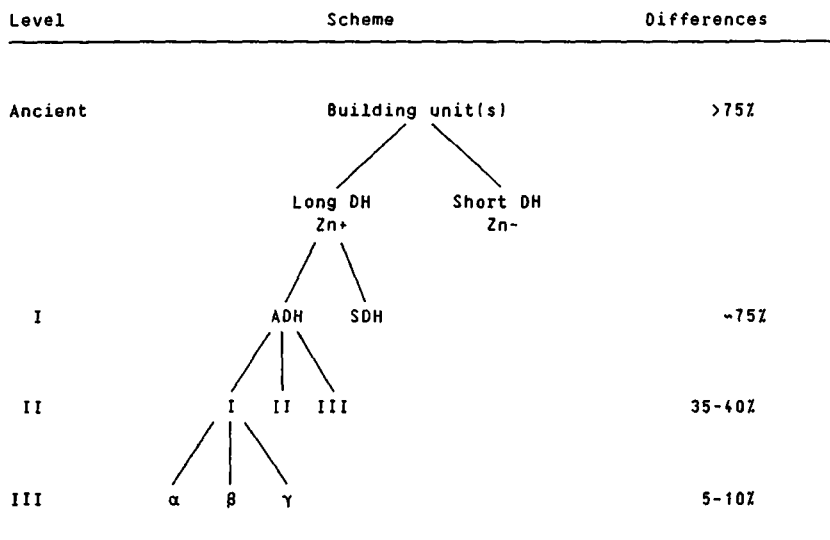 Level Scheme Differences
Ancient Building unit(s) >75%
Long DH Short DH
Zn+ Zn-
I ADH SDH ~75%
II I II III 35-40%
III α β γ 5-10%